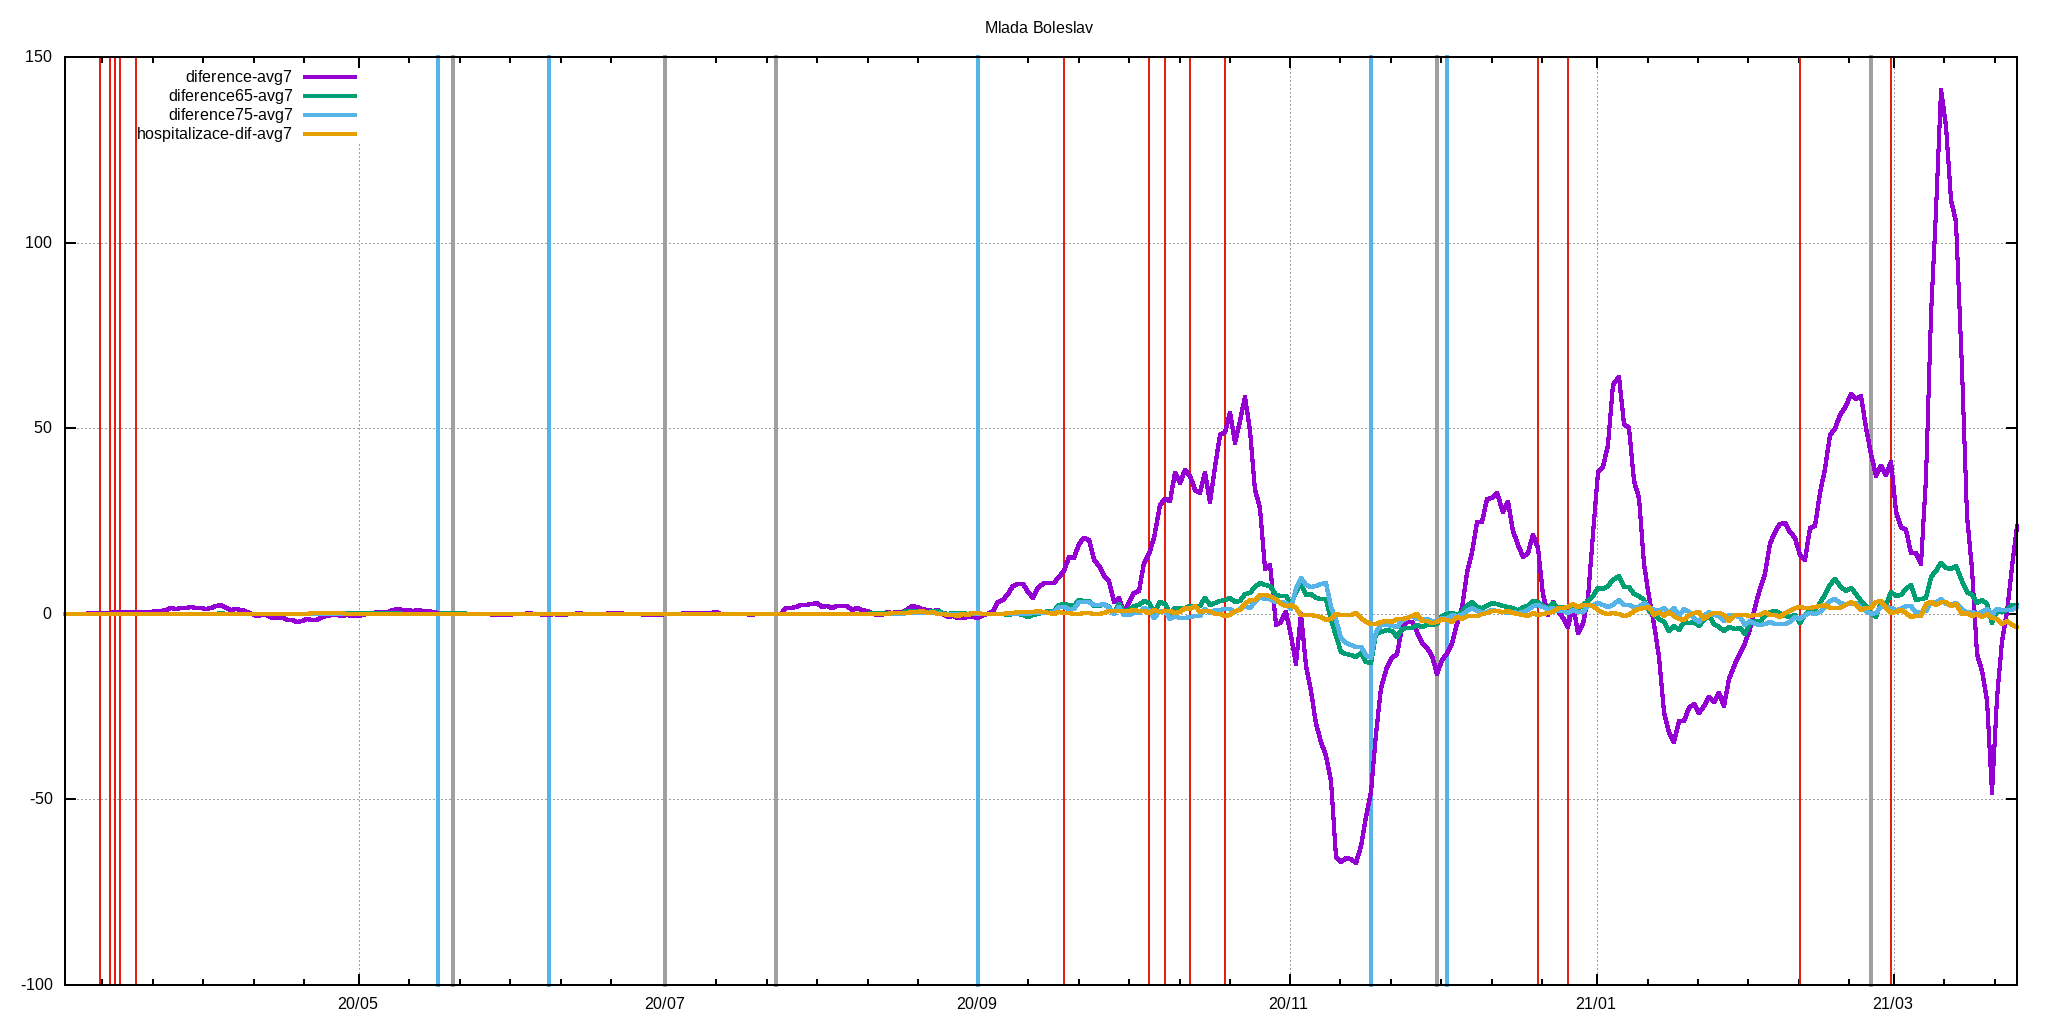 Mlada Boleslav
150
diference-avg7
diference65-avg7
diference75-avg7
hospitalizace-dif-avg7
100
50
0
-50
-100
20/05 20/07 20/09 20/11 21/01 21/03